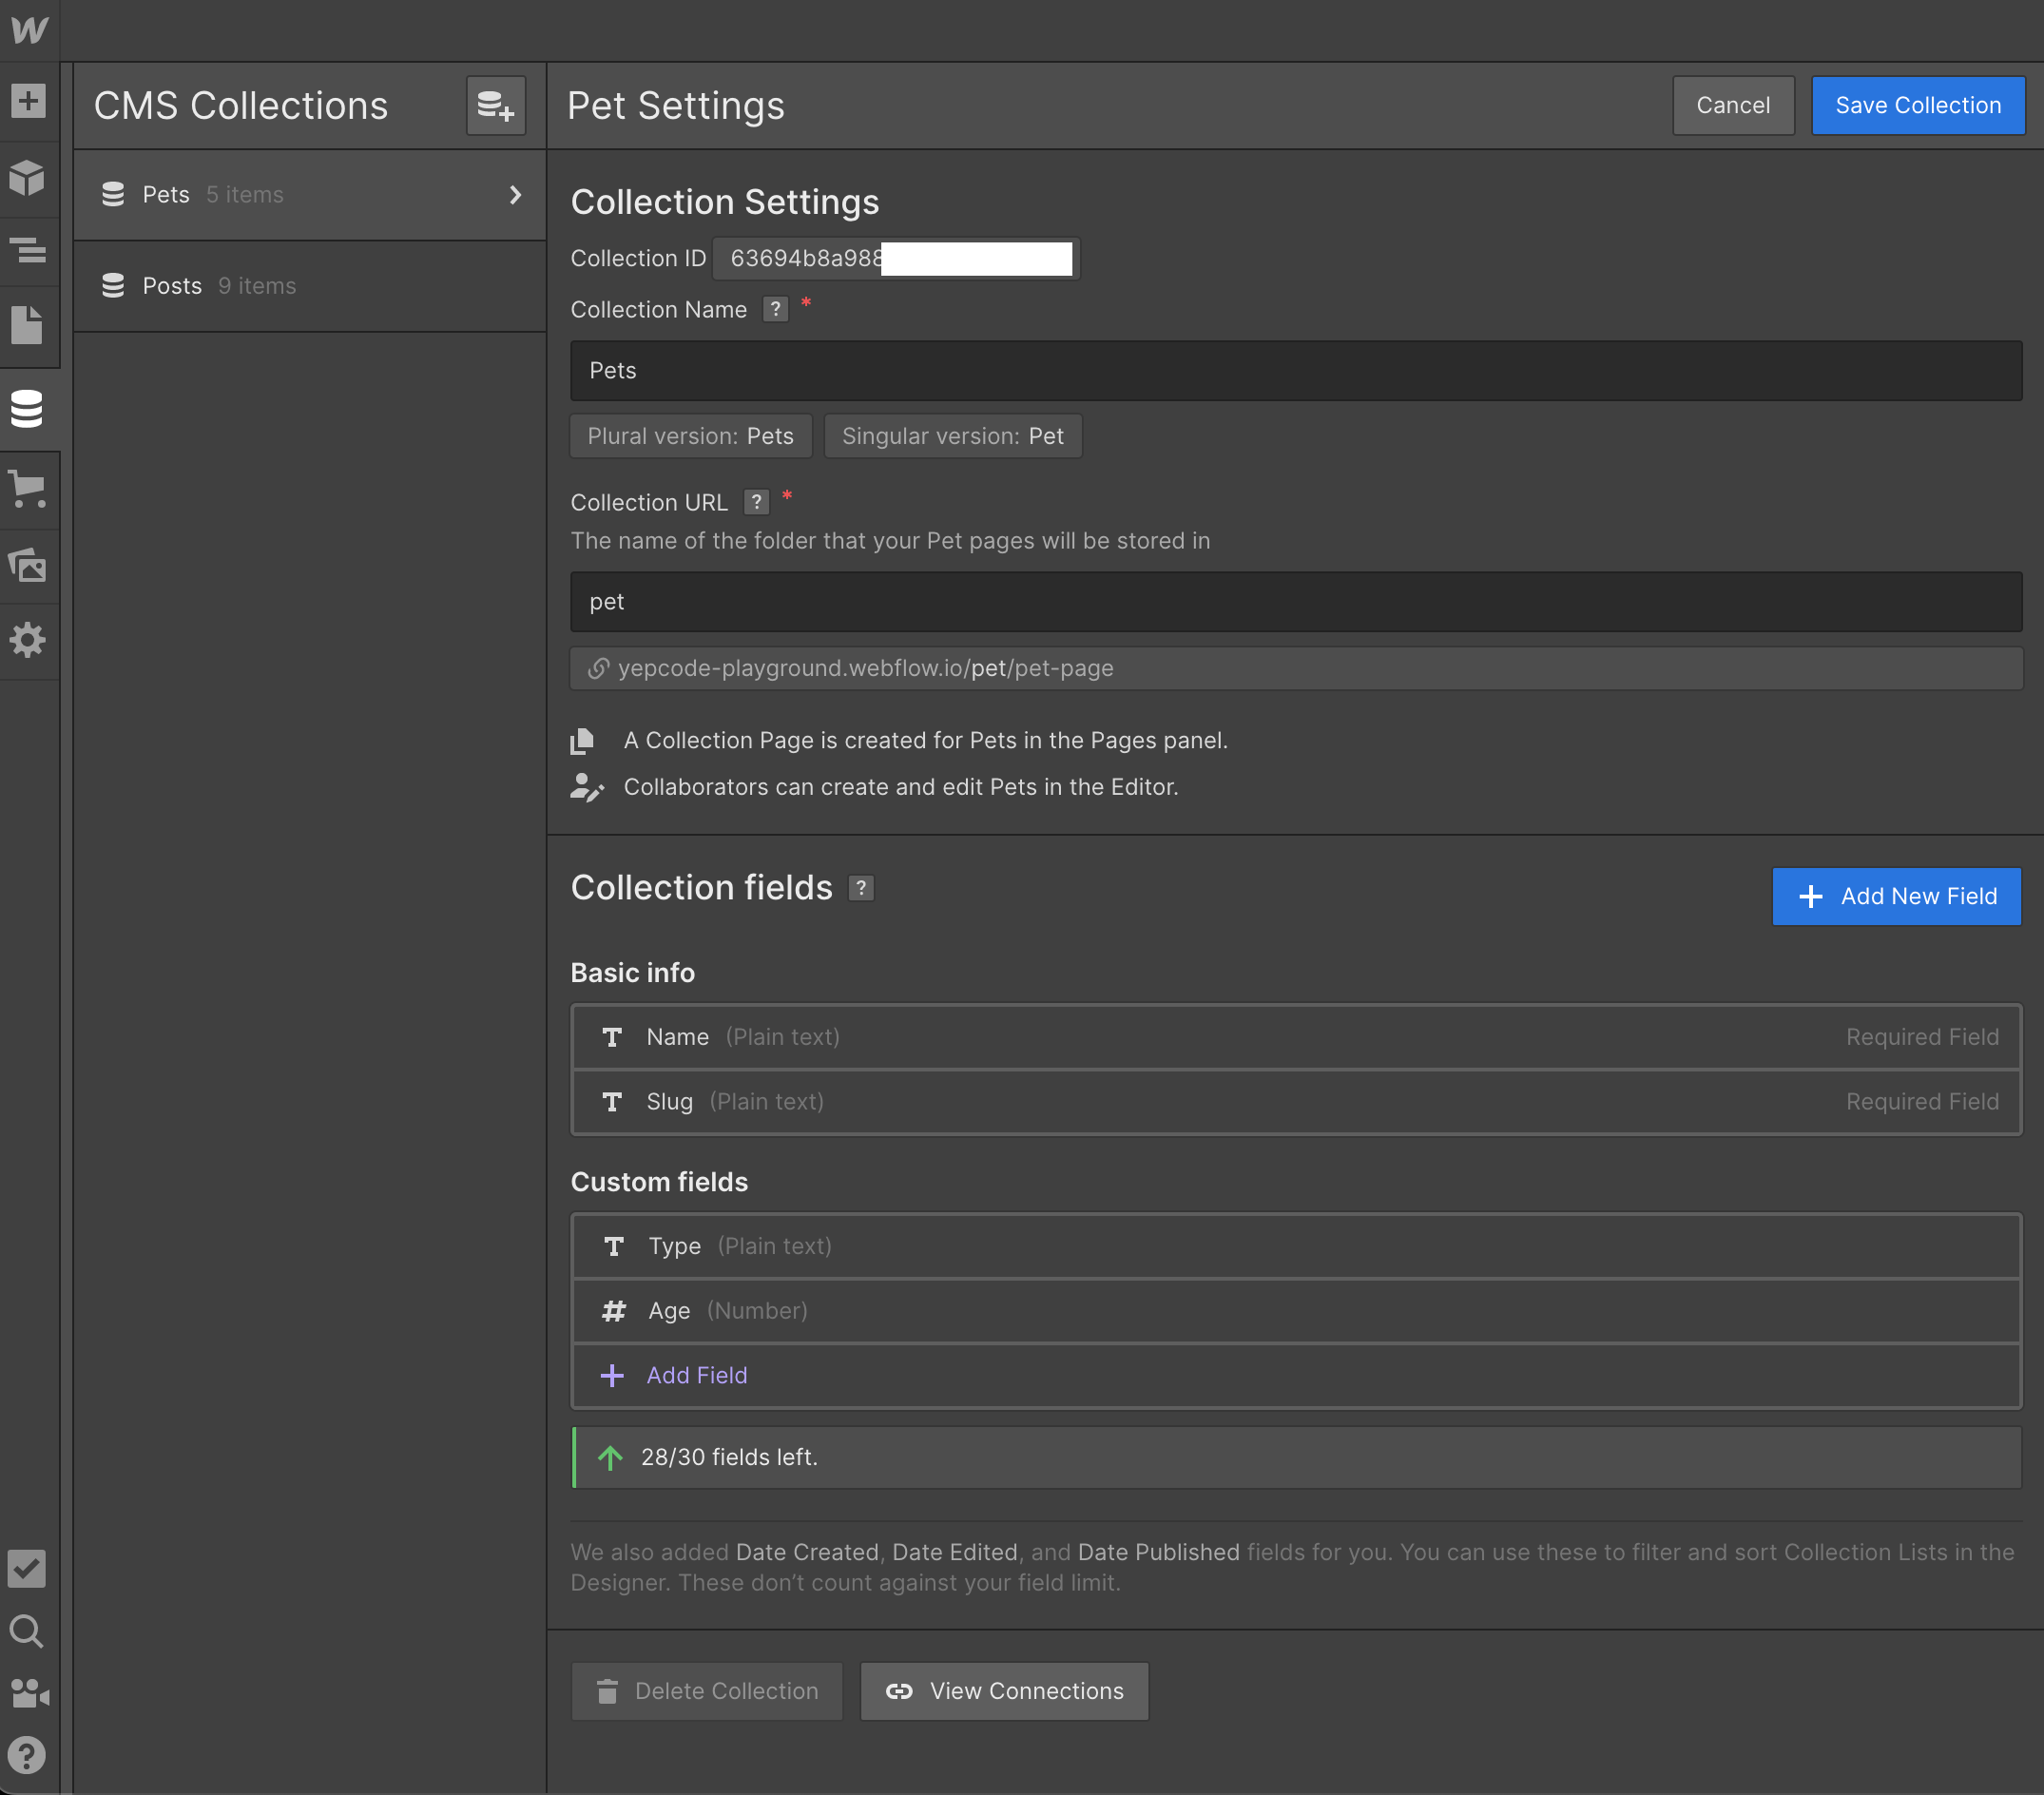 CMS Collections
Pet Settings
Cancel
Save Collection
Pets 5 items
Posts 9 items
Collection Settings
Collection ID 63694b8a988
Collection Name ? *
Pets
Plural version: Pets
Singular version: Pet
Collection URL ? *
The name of the folder that your Pet pages will be stored in
pet
yepcode-playground.webflow.io/pet/pet-page
A Collection Page is created for Pets in the Pages panel.
Collaborators can create and edit Pets in the Editor.
Collection fields ?
Add New Field
Basic info
Name (Plain text) Required Field
Slug (Plain text) Required Field
Custom fields
Type (Plain text)
Age (Number)
Add Field
28/30 fields left.
We also added Date Created, Date Edited, and Date Published fields for you. You can use these to filter and sort Collection Lists in the
Designer. These don’t count against your field limit.
Delete Collection
View Connections